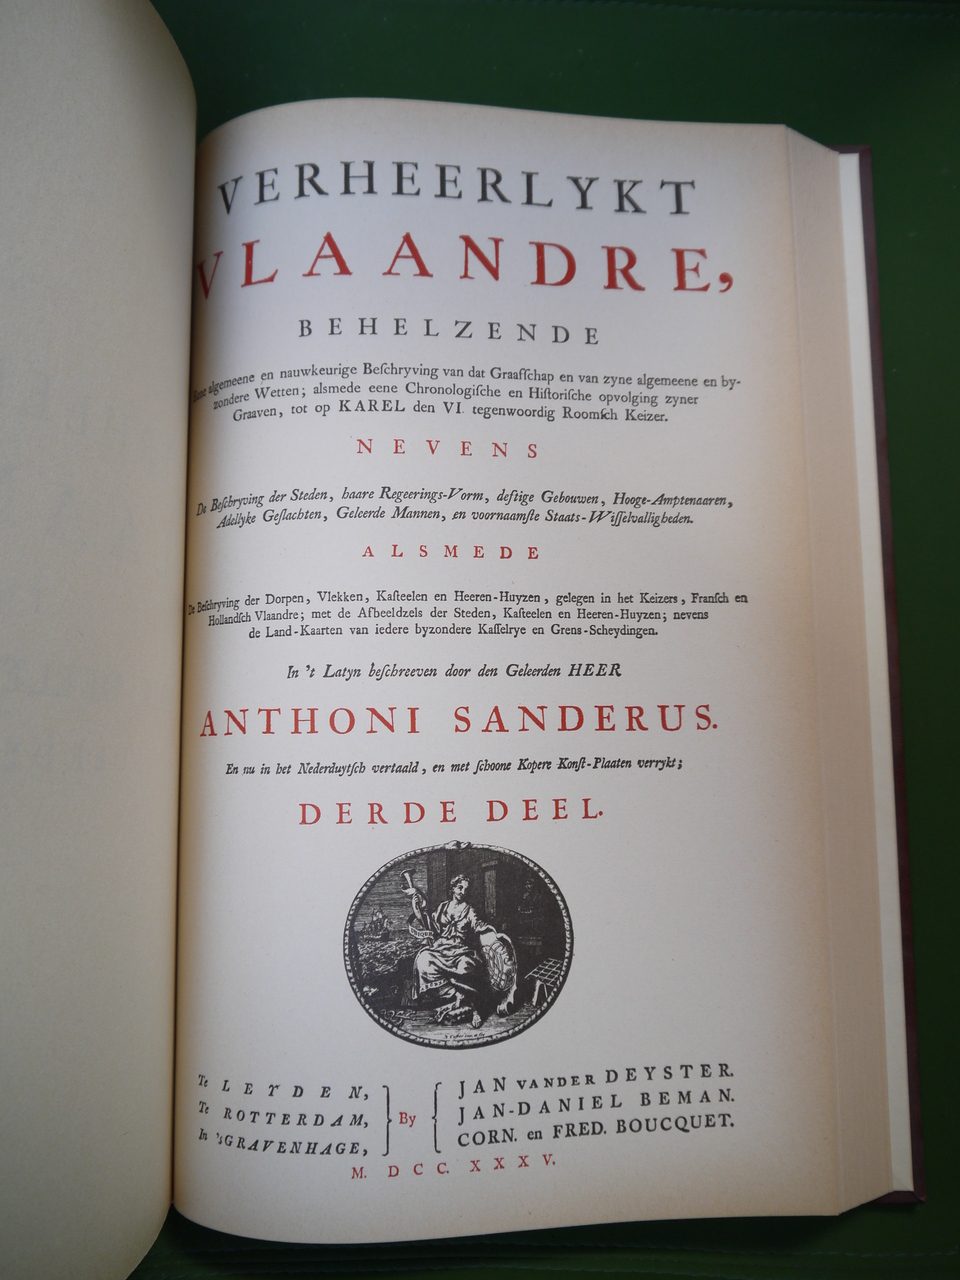 VERHEERLYKT
VLAANDRE,
BEHELZENDE
Eene algemeene en nauwkeurige Beſchryving van dat Graafſchap en van zyne algemeene en by-
zondere Wetten; alsmede eene Chronologiſche en Hiſtoriſche opvolging zyner
Graaven, tot op KAREL den VI. tegenwoordig Roomſch Keizer.
NEVENS
De Beſchryving der Steden, haare Regeerings-Vorm, deſtige Gebouwen, Hooge-Amptenaaren,
Adellyke Geſlachten, Geleerde Mannen, en voornaamſte Staats-Wiſſelvalligheden.
ALSMEDE
De Beſchryving der Dorpen, Vlekken, Kaſteelen en Heeren-Huyzen, gelegen in het Keizers, Franſch en
Hollandſch Vlaandre; met de Afbeeldzels der Steden, Kaſteelen en Heeren-Huyzen; nevens
de Land-Kaarten van iedere byzondere Kaſſelrye en Grens-Scheydingen.
In 't Latyn beſchreeven door den Geleerden HEER
ANTHONI SANDERUS.
En nu in het Nederduytſch vertaald, en met ſchoone Kopere Konſt-Plaaten verrykt;
DERDE DEEL.
Te LEYDEN,
Te ROTTERDAM,
In 'sGRAVENHAGE,
By
JAN VANDER DEYSTER.
JAN-DANIEL BEMAN.
CORN. en FRED. BOUCQUET.
M. DCC. XXXV.